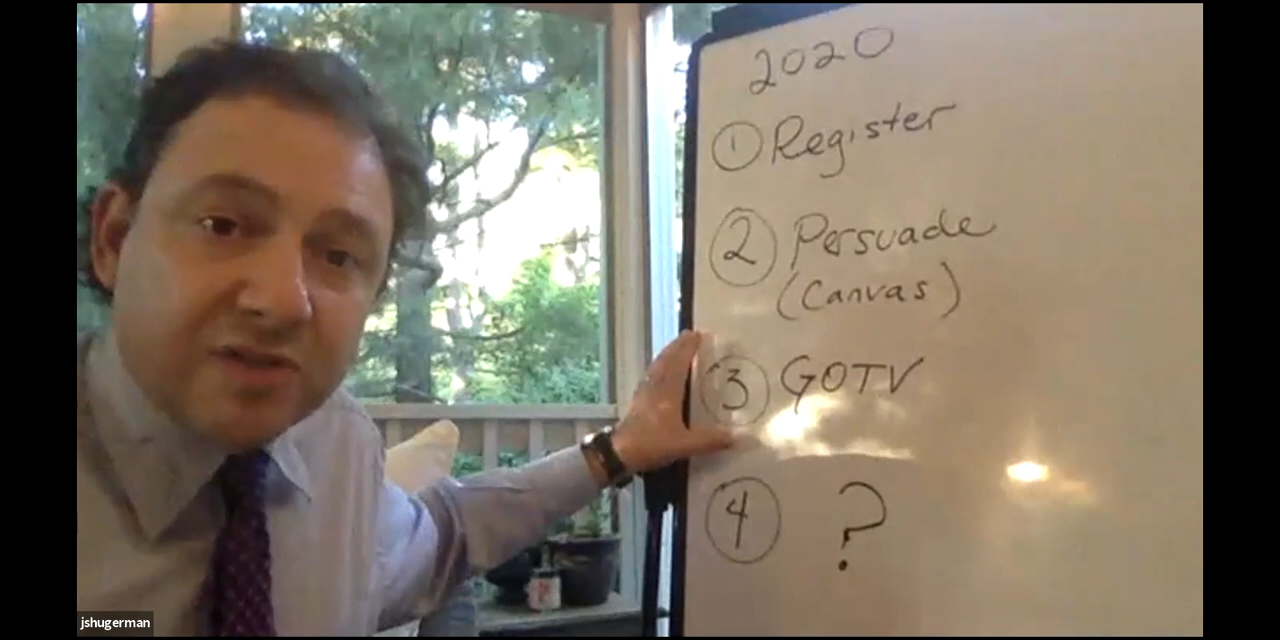 2020
① Register
② Persuade
(Canvas)
③ GOTV
④ ?
jshugerman